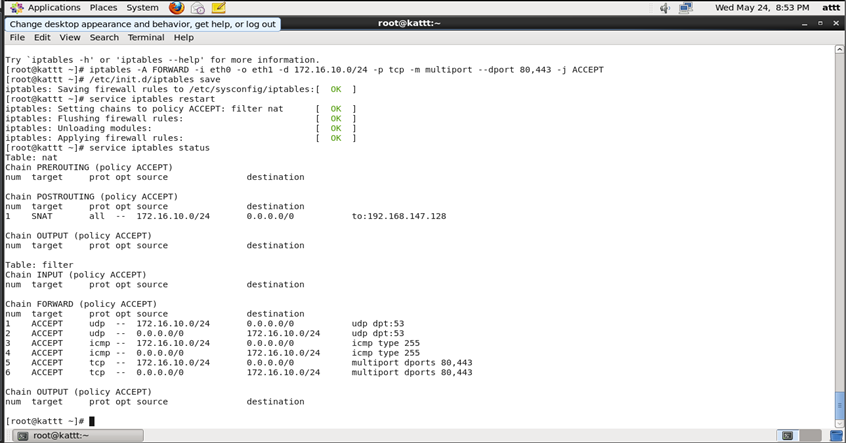 Applications Places System Wed May 24, 8:53 PM attt
Change desktop appearance and behavior, get help, or log out
root@kattt:~
File Edit View Search Terminal Help
Try `iptables -h' or 'iptables --help' for more information.
[root@kattt ~]# iptables -A FORWARD -i eth0 -o eth1 -d 172.16.10.0/24 -p tcp -m multiport --dport 80,443 -j ACCEPT
[root@kattt ~]# /etc/init.d/iptables save
iptables: Saving firewall rules to /etc/sysconfig/iptables:[ OK ]
[root@kattt ~]# service iptables restart
iptables: Setting chains to policy ACCEPT: filter nat [ OK ]
iptables: Flushing firewall rules: [ OK ]
iptables: Unloading modules: [ OK ]
iptables: Applying firewall rules: [ OK ]
[root@kattt ~]# service iptables status
Table: nat
Chain PREROUTING (policy ACCEPT)
num target prot opt source destination
Chain POSTROUTING (policy ACCEPT)
num target prot opt source destination
1 SNAT all -- 172.16.10.0/24 0.0.0.0/0 to:192.168.147.128
Chain OUTPUT (policy ACCEPT)
num target prot opt source destination
Table: filter
Chain INPUT (policy ACCEPT)
num target prot opt source destination
Chain FORWARD (policy ACCEPT)
num target prot opt source destination
1 ACCEPT udp -- 172.16.10.0/24 0.0.0.0/0 udp dpt:53
2 ACCEPT udp -- 0.0.0.0/0 172.16.10.0/24 udp dpt:53
3 ACCEPT icmp -- 172.16.10.0/24 0.0.0.0/0 icmp type 255
4 ACCEPT icmp -- 0.0.0.0/0 172.16.10.0/24 icmp type 255
5 ACCEPT tcp -- 172.16.10.0/24 0.0.0.0/0 multiport dports 80,443
6 ACCEPT tcp -- 0.0.0.0/0 172.16.10.0/24 multiport dports 80,443
Chain OUTPUT (policy ACCEPT)
num target prot opt source destination
[root@kattt ~]#
root@kattt:~